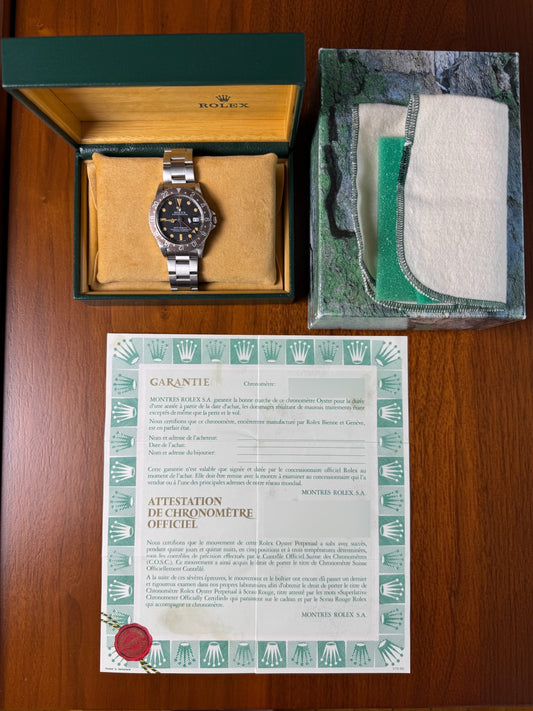 ROLEX
GARANTIE
Chronomètre:
MONTRES ROLEX S.A. garantit la bonne marche de ce chronomètre Oyster pour la durée
d'une année à partir de la date d'achat, les dommages résultant de mauvais traitements étant
exceptés de même que la perte et le vol.
Nous certifions que ce chronomètre, entièrement manufacturé par Rolex Bienne et Genève,
est en parfait état.
Nom et adresse de l'acheteur:
Date de l'achat:
Nom et adresse du bijoutier:
Cette garantie n'est valable que signée et datée par le concessionnaire officiel Rolex au
moment de l'achat. Elle doit être envoyée avec la montre à examiner au concessionnaire qui l'a
vendue ou à l'une des principales adresses de notre réseau mondial.
MONTRES ROLEX S.A.
ATTESTATION
DE CHRONOMÈTRE
OFFICIEL
Nous certifions que le mouvement de cette Rolex Oyster Perpetual a subi avec succès,
pendant quinze jours et quinze nuits, en cinq positions et à trois températures déterminées,
tous les contrôles de précision effectués par le Contrôle Officiel Suisse des Chronomètres
(C.O.S.C.). Ce mouvement a ainsi acquis le droit de porter le titre de Chronomètre Suisse
Officiellement Contrôlé.
A la suite de ces sévères épreuves, le mouvement et le boîtier ont encore dû passer un dernier
et rigoureux examen dans nos propres laboratoires afin d'obtenir le droit de porter le titre de
Chronomètre Rolex à Sceau Rouge, titre attesté par les mots «Superlative
Chronometer Officially Certified» qui paraissent sur le cadran et par le Sceau Rouge Rolex
qui accompagne ce chronomètre.
MONTRES ROLEX S.A.
Printed in Switzerland